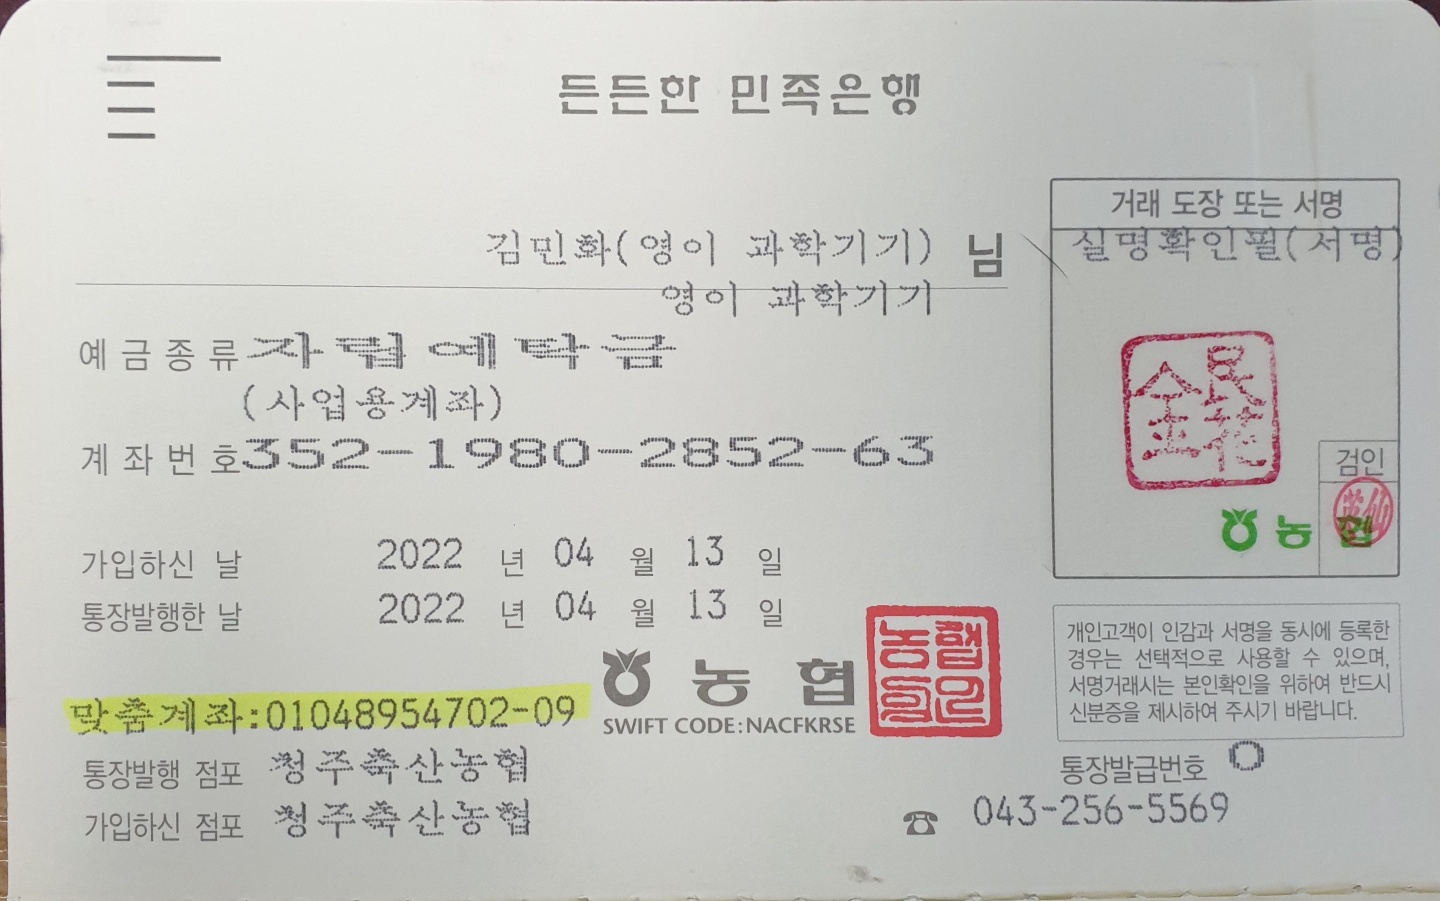 든든한 민족은행
김민화(영이 과학기기) 님
영이 과학기기
예금종류 자립예탁금
(사업용계좌)
계좌번호 352-1980-2852-63
가입하신 날 2022 년 04 월 13 일
통장발행한 날 2022 년 04 월 13 일
농협
SWIFT CODE:NACFKRSE
농협
맞춤계좌:01048954702-09
통장발행 점포 청주축산농협
가입하신 점포 청주축산농협
거래 도장 또는 서명
실명확인필(서명)
검인
농협
개인고객이 인감과 서명을 동시에 등록한
경우는 선택적으로 사용할 수 있으며,
서명거래시는 본인확인을 위하여 반드시
신분증을 제시하여 주시기 바랍니다.
통장발급번호 0
☎ 043-256-5569